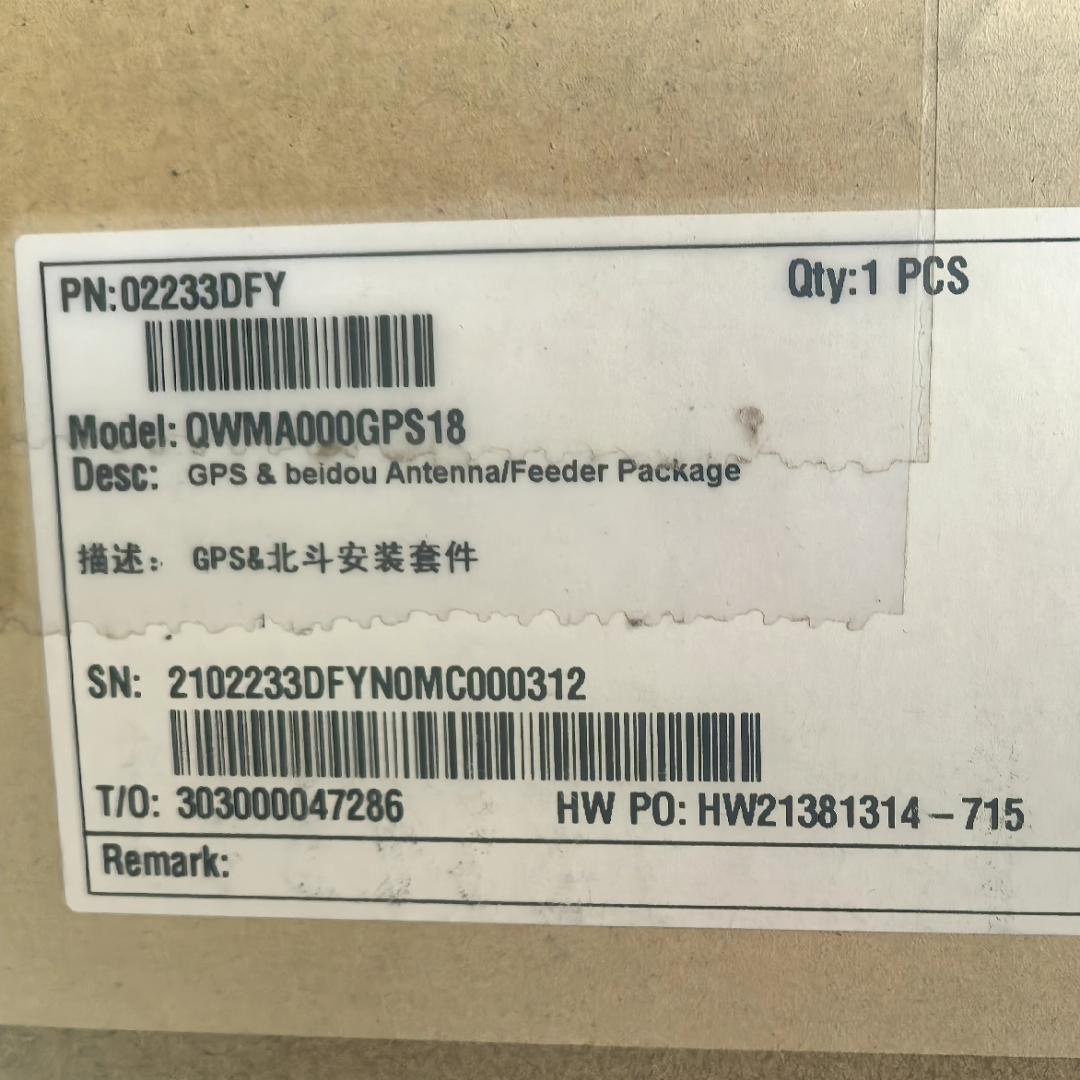 PN:02233DFY Qty:1 PCS
Model: QWMA000GPS18
Desc: GPS & beidou Antenna/Feeder Package
描述： GPS&北斗安装套件
SN: 2102233DFYN0MC000312
T/O: 303000047286 HW PO: HW21381314-715
Remark: